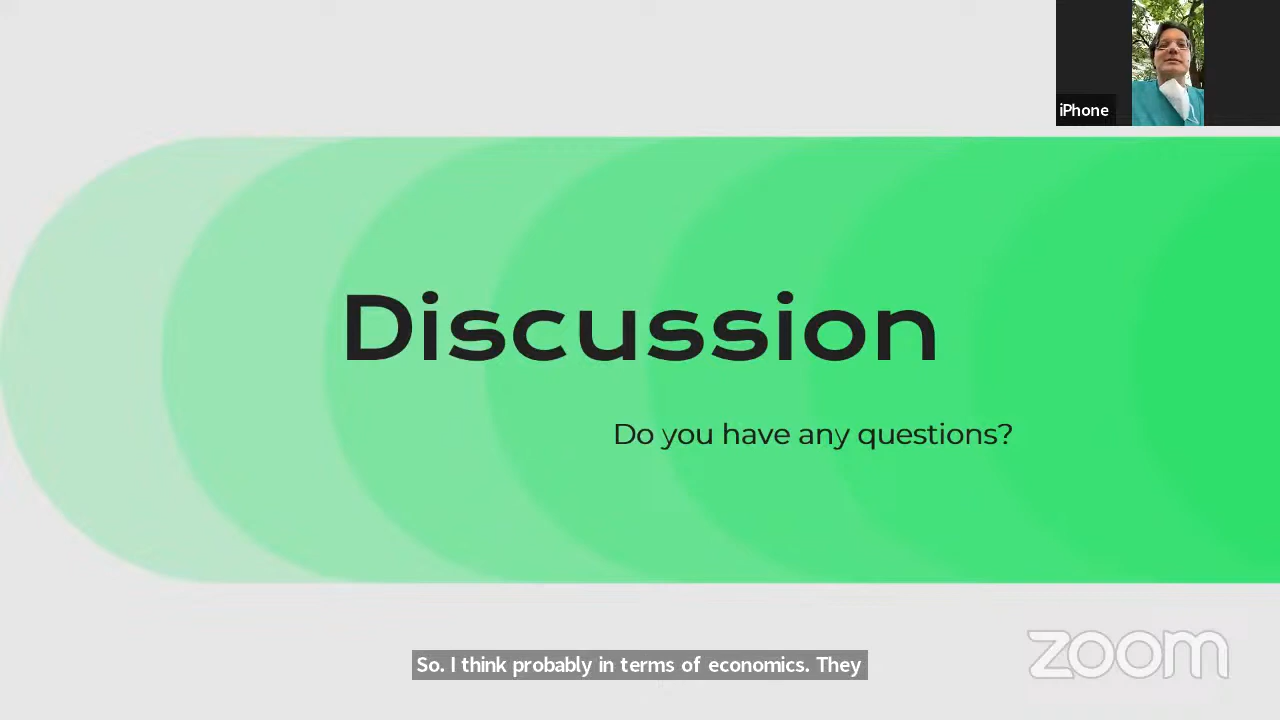 iPhone
Discussion
Do you have any questions?
So. I think probably in terms of economics. They
zoom